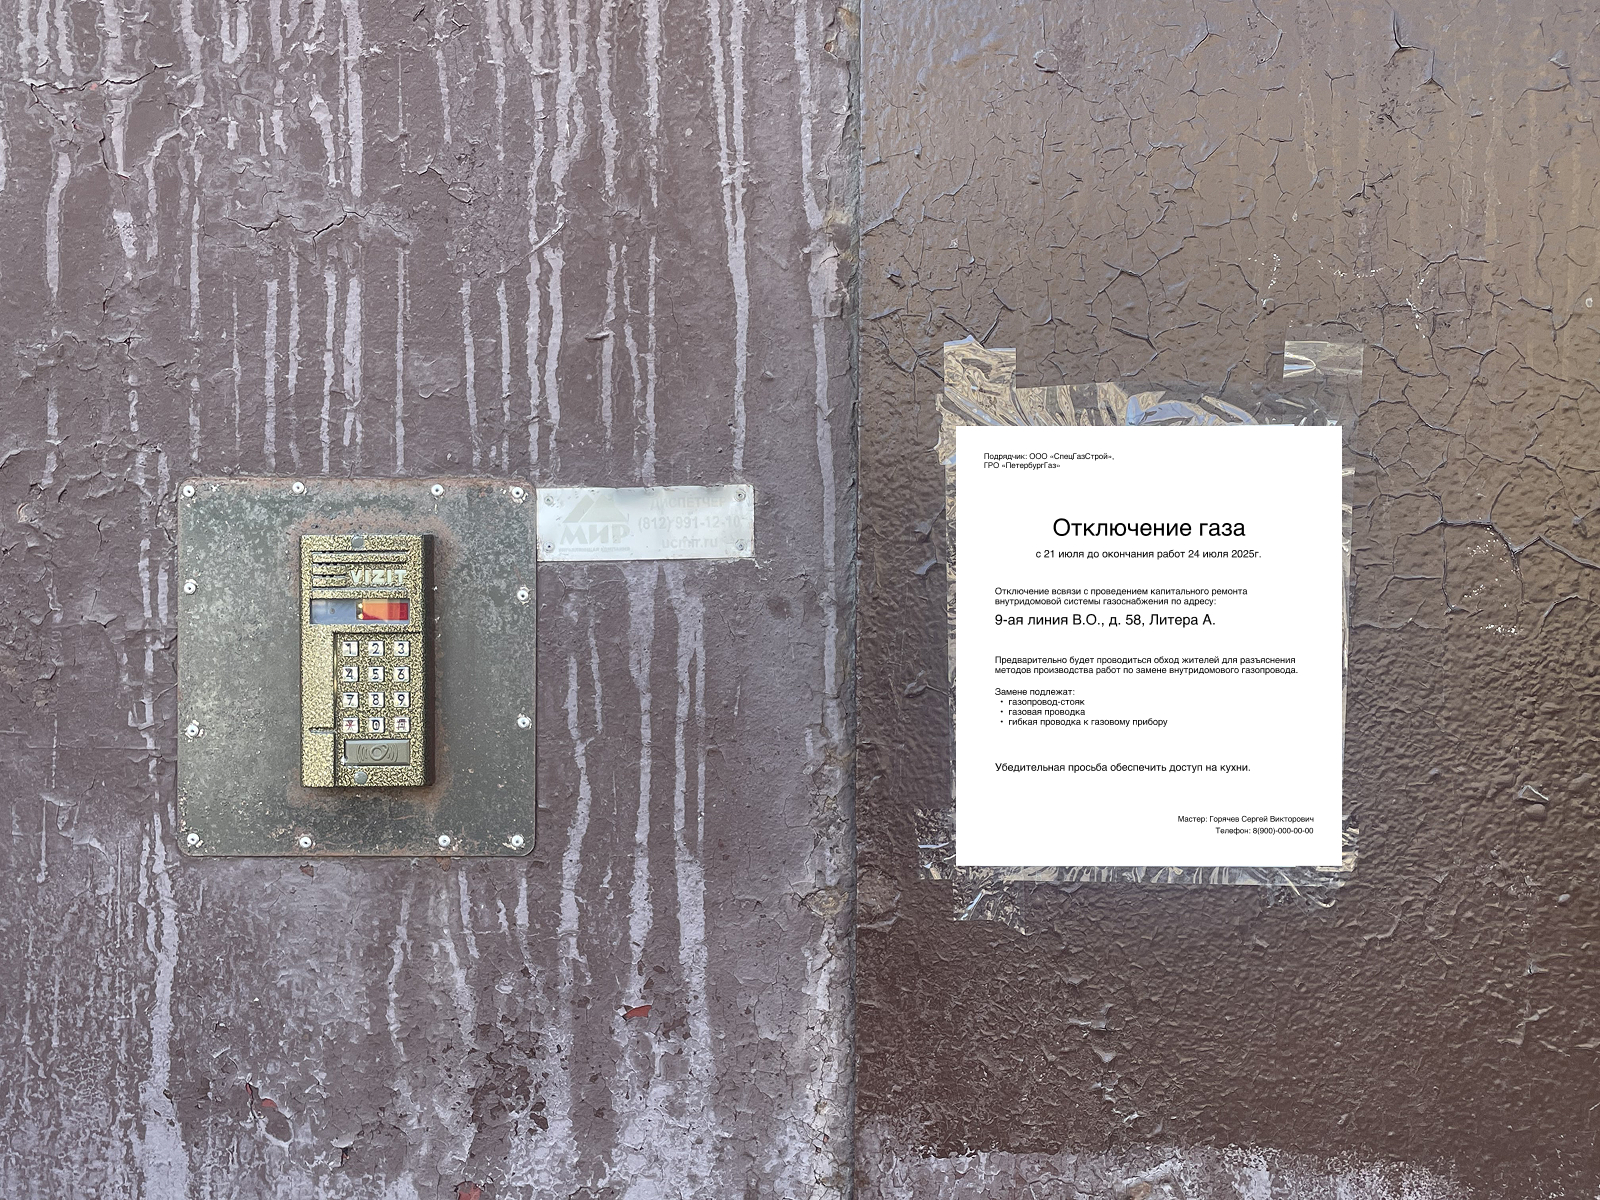 VIZIT
1 2 3
4 5 6
7 8 9
0
МИР
ДИСПЕТЧЕР
(812) 991-12-10
Подрядчик: ООО «СпецГазСтрой»,
ГРО «ПетербургГаз»
Отключение газа
с 21 июля до окончания работ 24 июля 2025г.
Отключение всвязи с проведением капитального ремонта
внутридомовой системы газоснабжения по адресу:
9-ая линия В.О., д. 58, Литера А.
Предварительно будет проводиться обход жителей для разъяснения
методов производства работ по замене внутридомового газопровода.
Замене подлежат:
• газопровод-стояк
• газовая проводка
• гибкая проводка к газовому прибору
Убедительная просьба обеспечить доступ на кухни.
Мастер: Горячев Сергей Викторович
Телефон: 8(900)-000-00-00